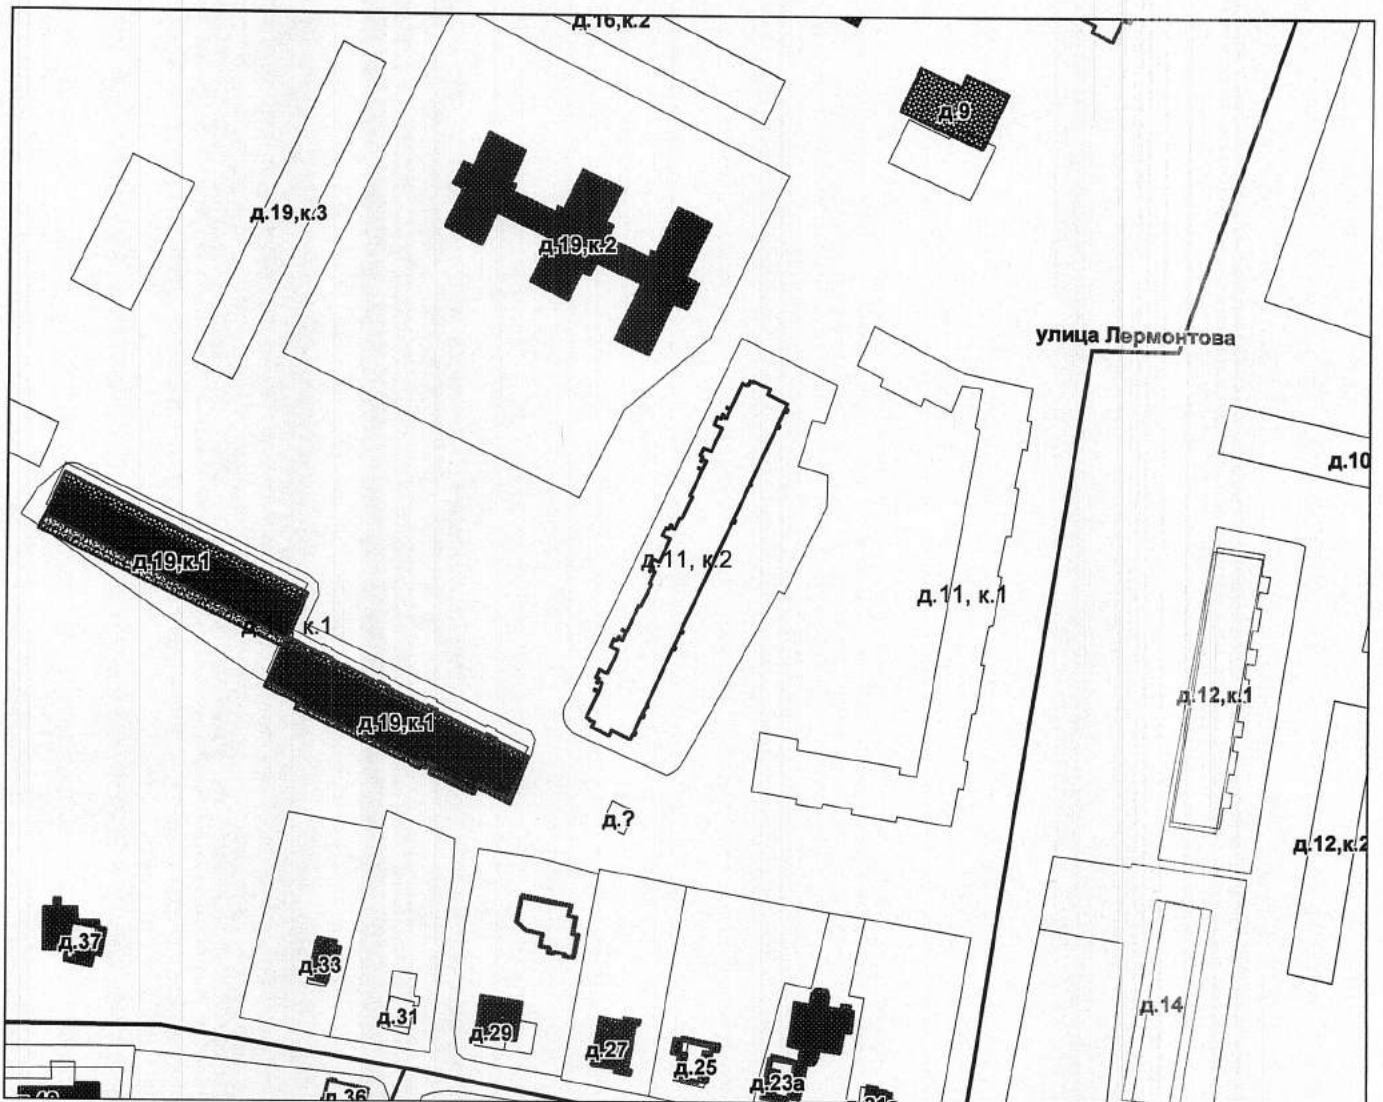 д.16,к.2
д.9
д.19,к.3
д.19,к.2
улица Лермонтова
д.10
д.19,к.1
д.11, к.2
д.11, к.1
к.1
д.12,к.1
д.19,к.1
д.?
д.12,к.2
д.37
д.33
д.31
д.29
д.27
д.25
д.23а
д.14
д.36